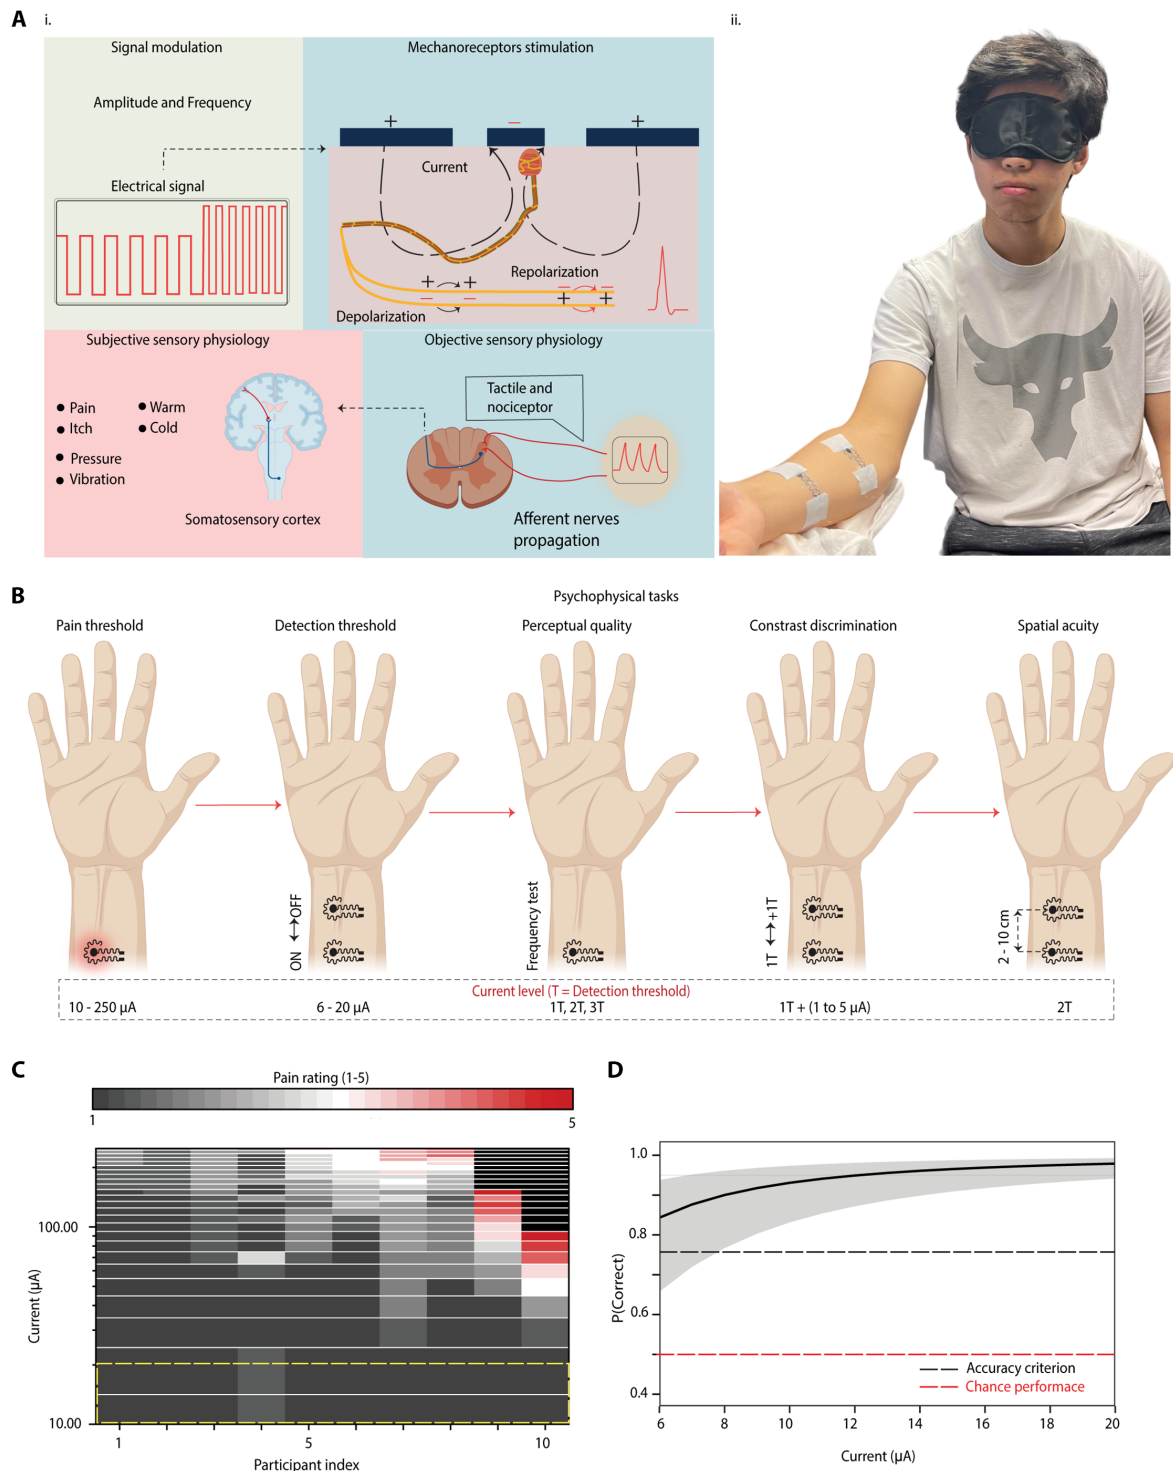 A
i.
ii.
Signal modulation
Mechanoreceptors stimulation
Amplitude and Frequency
+
−
+
Current
Electrical signal
Repolarization
+
+
−
−
−
−
+
+
Depolarization
Subjective sensory physiology
Objective sensory physiology
Tactile and
nociceptor
● Pain
● Itch
● Pressure
● Vibration
● Warm
● Cold
Somatosensory cortex
Afferent nerves
propagation
B
Psychophysical tasks
Pain threshold
Detection threshold
Perceptual quality
Constrast discrimination
Spatial acuity
ON ↔ OFF
Frequency test
1T ↔ +1T
2 - 10 cm
Current level (T = Detection threshold)
10 - 250 µA
6 - 20 µA
1T, 2T, 3T
1T + (1 to 5 µA)
2T
C
Pain rating (1-5)
1
5
100.00
10.00
Current (µA)
1
5
10
Participant index
D
1.0
0.8
0.6
0.4
P(Correct)
Accuracy criterion
Chance performace
6
8
10
12
14
16
18
20
Current (µA)